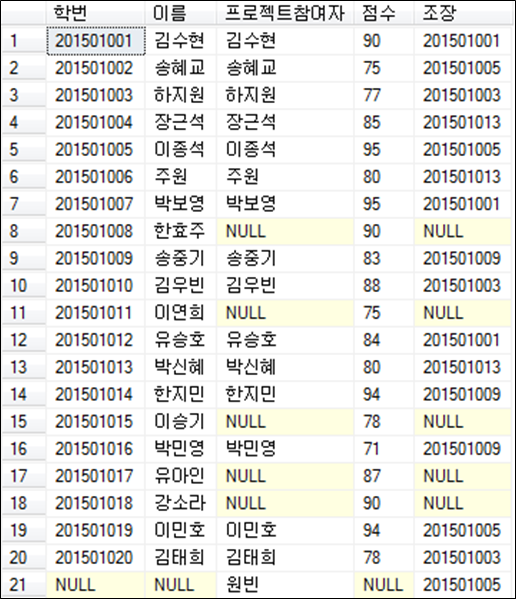 학번 이름 프로젝트참여자 점수 조장
1 201501001 김수현 김수현 90 201501001
2 201501002 송혜교 송혜교 75 201501005
3 201501003 하지원 하지원 77 201501003
4 201501004 장근석 장근석 85 201501013
5 201501005 이종석 이종석 95 201501005
6 201501006 주원 주원 80 201501013
7 201501007 박보영 박보영 95 201501001
8 201501008 한효주 NULL 90 NULL
9 201501009 송중기 송중기 83 201501009
10 201501010 김우빈 김우빈 88 201501003
11 201501011 이연희 NULL 75 NULL
12 201501012 유승호 유승호 84 201501001
13 201501013 박신혜 박신혜 80 201501013
14 201501014 한지민 한지민 94 201501009
15 201501015 이승기 NULL 78 NULL
16 201501016 박민영 박민영 71 201501009
17 201501017 유아인 NULL 87 NULL
18 201501018 강소라 NULL 90 NULL
19 201501019 이민호 이민호 94 201501005
20 201501020 김태희 김태희 78 201501003
21 NULL NULL 원빈 NULL 201501005